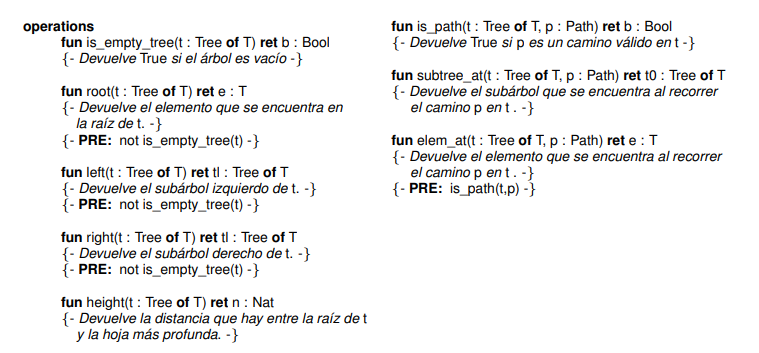 operations
fun is_empty_tree(t : Tree of T) ret b : Bool
{- Devuelve True si el árbol es vacío -}
fun root(t : Tree of T) ret e : T
{- Devuelve el elemento que se encuentra en
la raíz de t. -}
{- PRE: not is_empty_tree(t) -}
fun left(t : Tree of T) ret tl : Tree of T
{- Devuelve el subárbol izquierdo de t. -}
{- PRE: not is_empty_tree(t) -}
fun right(t : Tree of T) ret tl : Tree of T
{- Devuelve el subárbol derecho de t. -}
{- PRE: not is_empty_tree(t) -}
fun height(t : Tree of T) ret n : Nat
{- Devuelve la distancia que hay entre la raíz de t
y la hoja más profunda. -}
fun is_path(t : Tree of T, p : Path) ret b : Bool
{- Devuelve True si p es un camino válido en t -}
fun subtree_at(t : Tree of T, p : Path) ret t0 : Tree of T
{- Devuelve el subárbol que se encuentra al recorrer
el camino p en t . -}
fun elem_at(t : Tree of T, p : Path) ret e : T
{- Devuelve el elemento que se encuentra al recorrer
el camino p en t . -}
{- PRE: is_path(t,p) -}